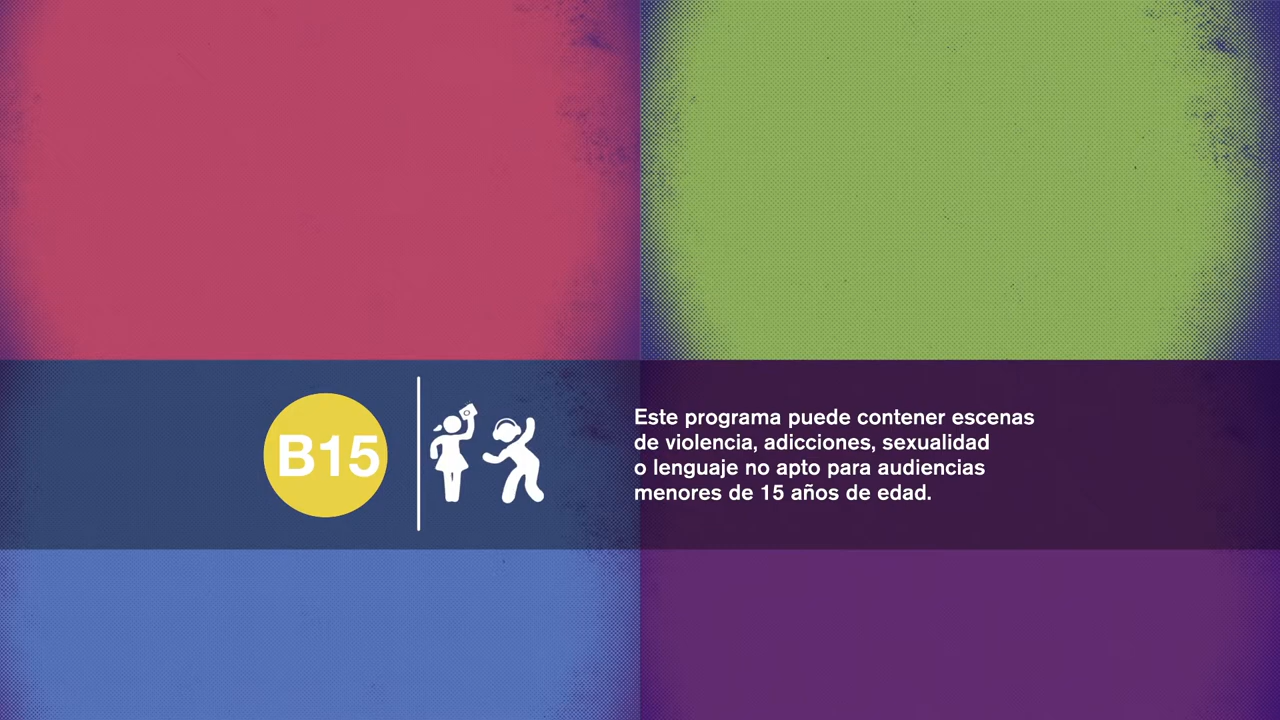 B15
Este programa puede contener escenas
de violencia, adicciones, sexualidad
o lenguaje no apto para audiencias
menores de 15 años de edad.